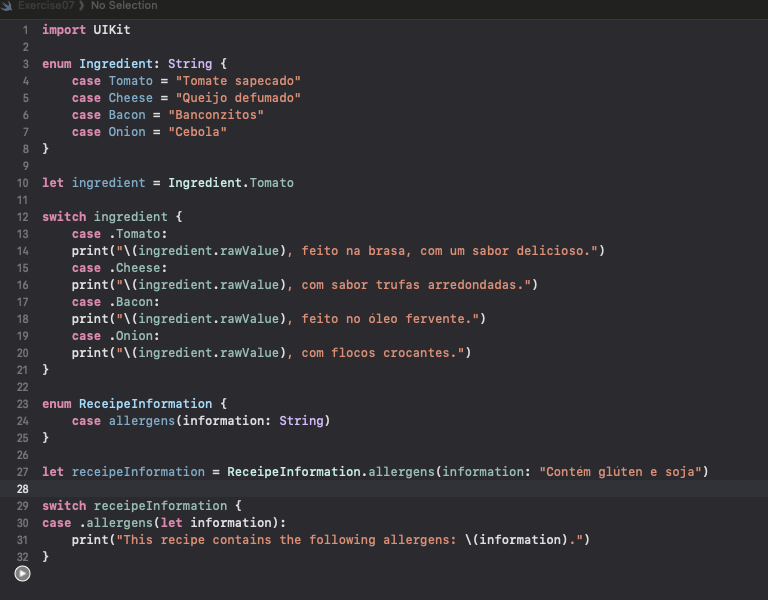 Exercise07 ⟩ No Selection
1 import UIKit
2
3 enum Ingredient: String {
4     case Tomato = "Tomate sapecado"
5     case Cheese = "Queijo defumado"
6     case Bacon = "Banconzitos"
7     case Onion = "Cebola"
8 }
9
10 let ingredient = Ingredient.Tomato
11
12 switch ingredient {
13     case .Tomato:
14     print("\(ingredient.rawValue), feito na brasa, com um sabor delicioso.")
15     case .Cheese:
16     print("\(ingredient.rawValue), com sabor trufas arredondadas.")
17     case .Bacon:
18     print("\(ingredient.rawValue), feito no óleo fervente.")
19     case .Onion:
20     print("\(ingredient.rawValue), com flocos crocantes.")
21 }
22
23 enum ReceipeInformation {
24     case allergens(information: String)
25 }
26
27 let receipeInformation = ReceipeInformation.allergens(information: "Contém glúten e soja")
28
29 switch receipeInformation {
30 case .allergens(let information):
31     print("This recipe contains the following allergens: \(information).")
32 }